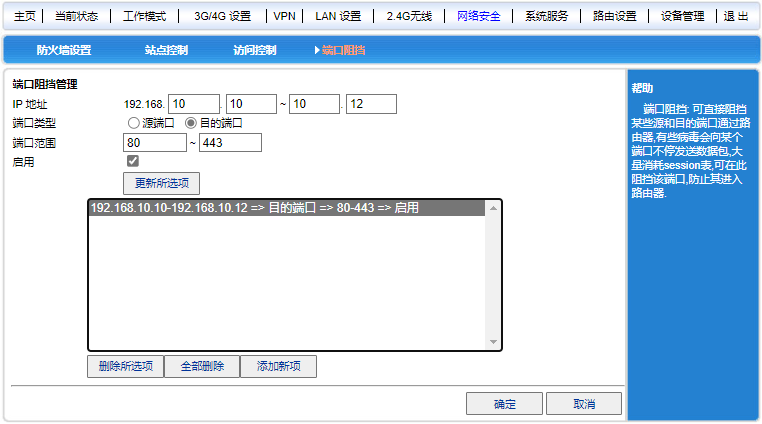 主页 当前状态 工作模式 3G/4G 设置 VPN LAN 设置 2.4G无线 网络安全 系统服务 路由设置 设备管理 退 出
防火墙设置 站点控制 访问控制 端口阻挡
端口阻挡管理
IP 地址 192.168. 10 . 10 ~ 10 . 12
端口类型 源端口 目的端口
端口范围 80 ~ 443
启用
更新所选项
192.168.10.10-192.168.10.12 => 目的端口 => 80-443 => 启用
删除所选项 全部删除 添加新项
确定 取消
帮助
端口阻挡: 可直接阻挡
某些源和目的端口通过路
由器,有些病毒会向某个
端口不停发送数据包,大
量消耗session表,可在此
阻挡该端口,防止其进入
路由器.